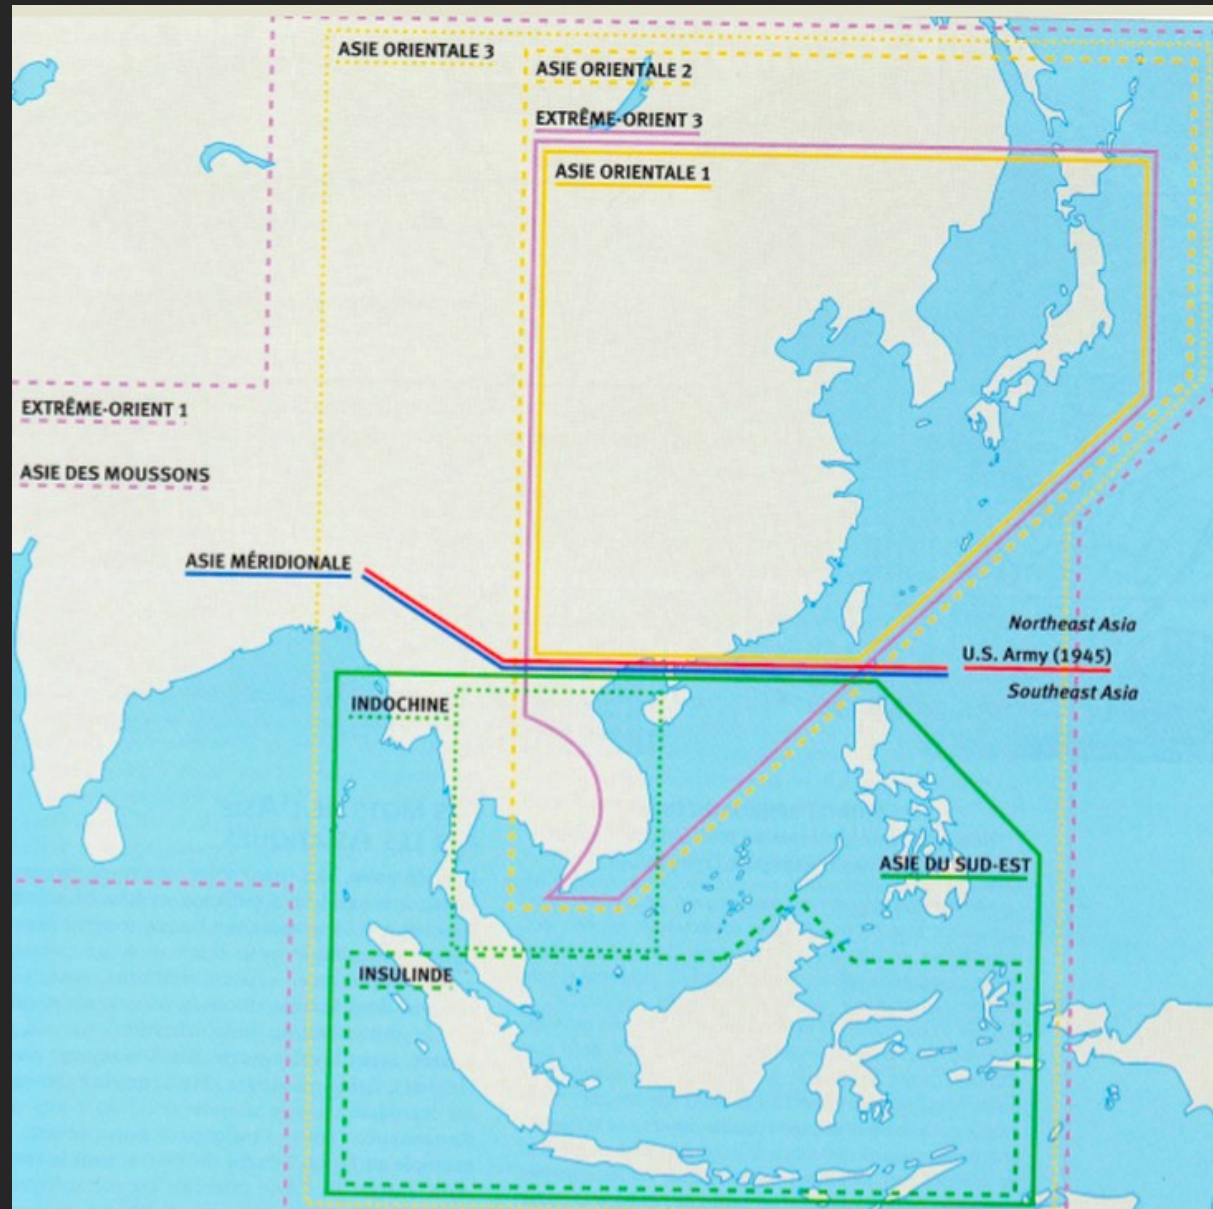 ASIE ORIENTALE 3
ASIE ORIENTALE 2
EXTRÊME-ORIENT 3
ASIE ORIENTALE 1
EXTRÊME-ORIENT 1
ASIE DES MOUSSONS
ASIE MÉRIDIONALE
Northeast Asia
U.S. Army (1945)
Southeast Asia
INDOCHINE
ASIE DU SUD-EST
INSULINDE